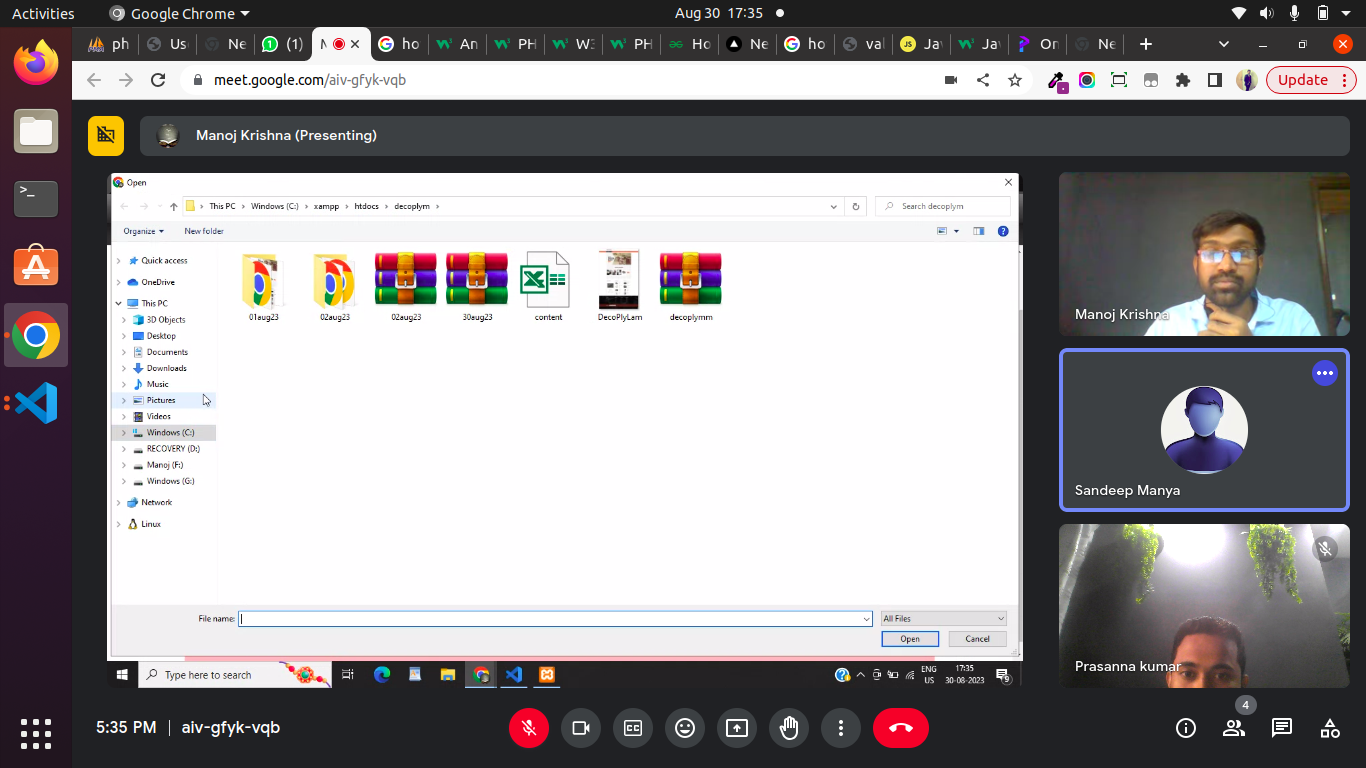 Activities
Google Chrome
Aug 30 17:35
ph
Us
Ne
(1)
M
ho
An
PH
W3
PH
Ho
Ne
ho
val
JS
Jav
Jav
On
Ne
meet.google.com/aiv-gfyk-vqb
Update
Manoj Krishna (Presenting)
Open
This PC > Windows (C:) > xampp > htdocs > decoplym >
Search decoplym
Organize
New folder
Quick access
OneDrive
This PC
3D Objects
Desktop
Documents
Downloads
Music
Pictures
Videos
Windows (C:)
RECOVERY (D:)
Manoj (F:)
Windows (G:)
Network
Linux
01aug23
02aug23
02aug23
30aug23
content
DecoPlyLam
decoplymm
File name:
All Files
Open
Cancel
Type here to search
ENG
US
17:35
30-08-2023
9
Manoj Krishna
Sandeep Manya
Prasanna kumar
5:35 PM | aiv-gfyk-vqb
CC
4